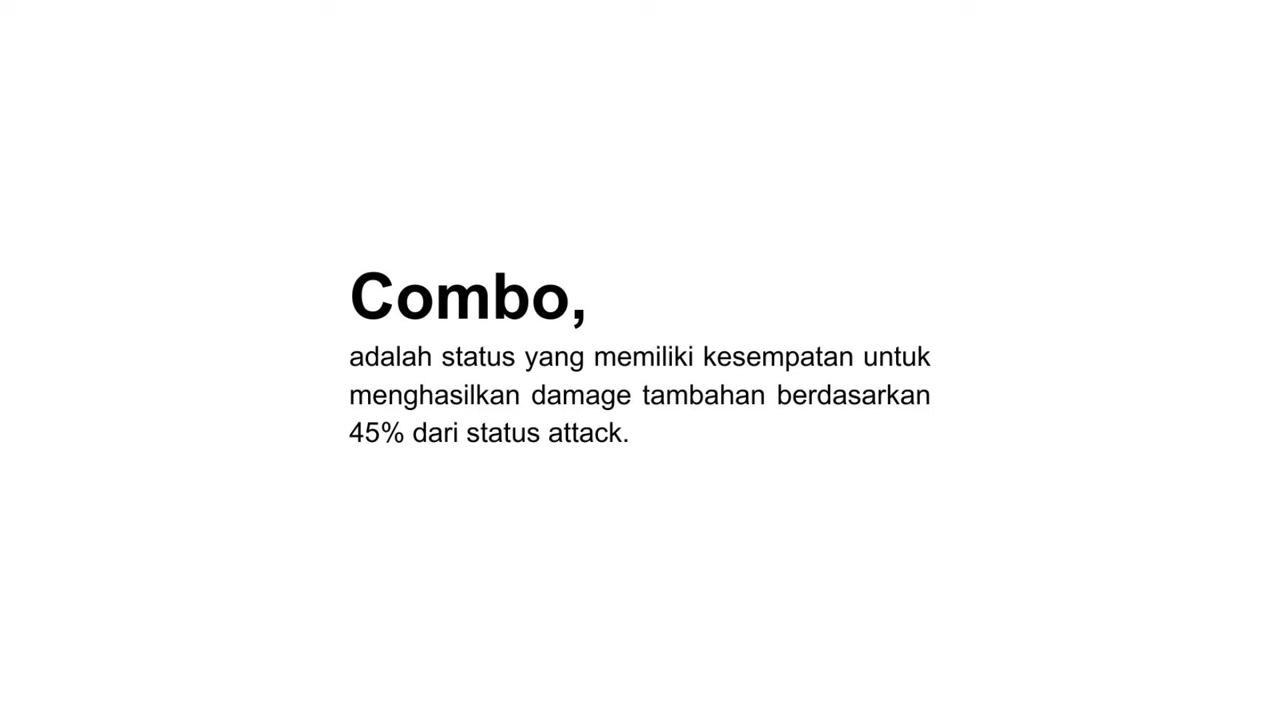 Combo,
adalah status yang memiliki kesempatan untuk
menghasilkan damage tambahan berdasarkan
45% dari status attack.